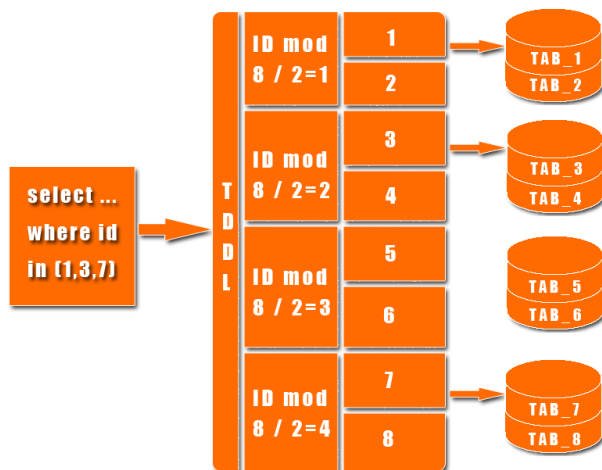 select ...
where id
in (1,3,7)
TDDL
ID mod
8 / 2=1
1
2
TAB_1
TAB_2
ID mod
8 / 2=2
3
4
TAB_3
TAB_4
ID mod
8 / 2=3
5
6
TAB_5
TAB_6
ID mod
8 / 2=4
7
8
TAB_7
TAB_8